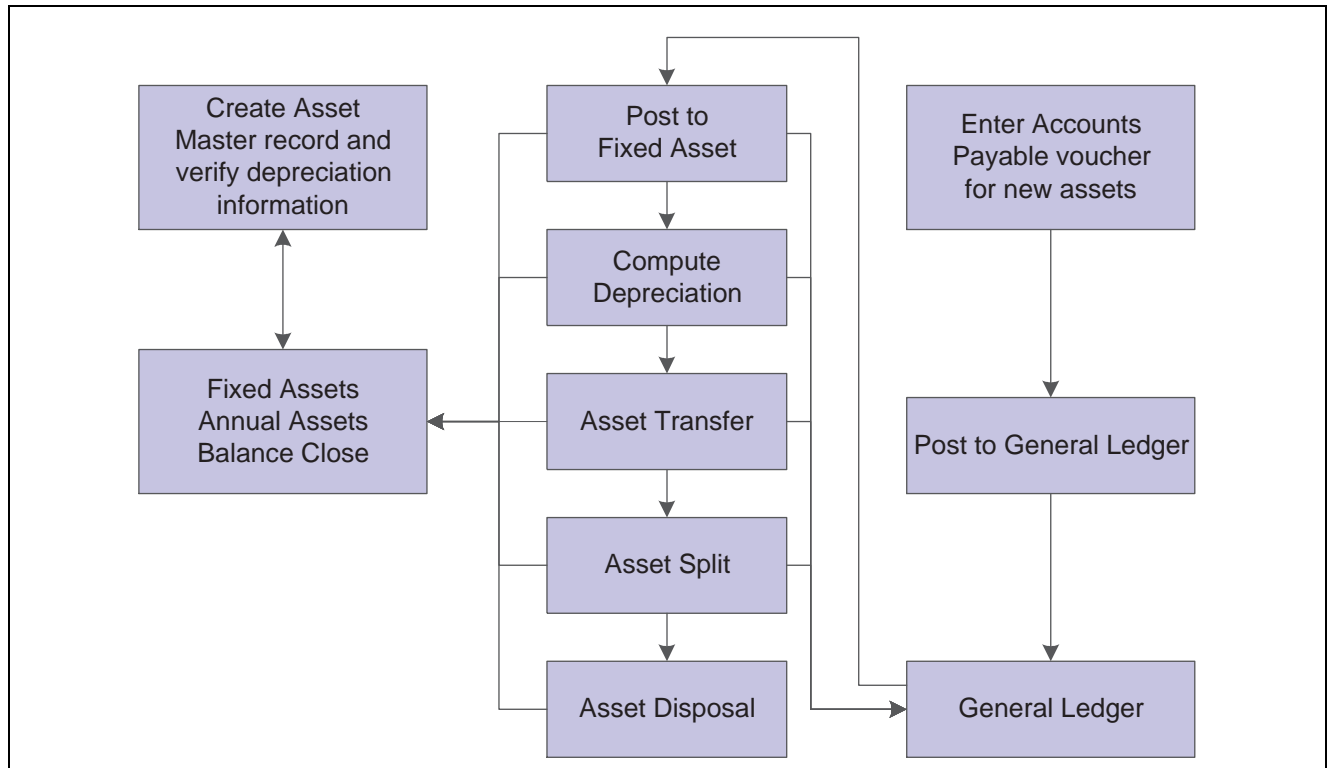 Create Asset
Master record and
verify depreciation
information
Fixed Assets
Annual Assets
Balance Close
Post to
Fixed Asset
Compute
Depreciation
Asset Transfer
Asset Split
Asset Disposal
Enter Accounts
Payable voucher
for new assets
Post to General Ledger
General Ledger